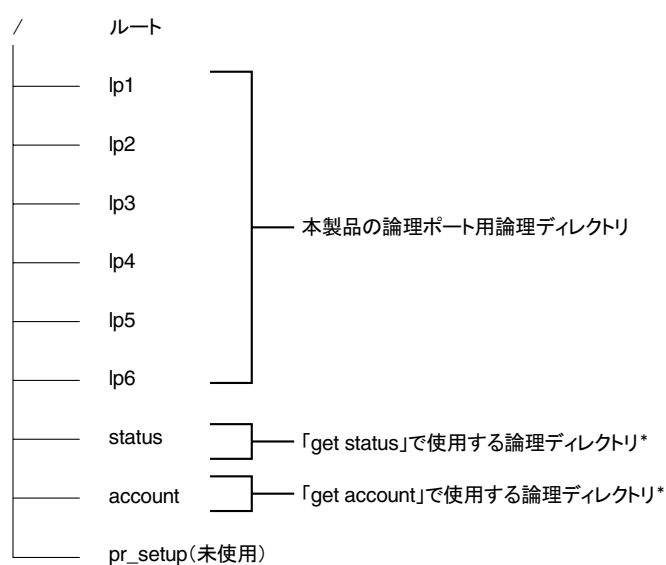 / ルート
lp1
lp2
lp3
本製品の論理ポート用論理ディレクトリ
lp4
lp5
lp6
status 「get status」で使用する論理ディレクトリ*
account 「get account」で使用する論理ディレクトリ*
pr_setup(未使用)